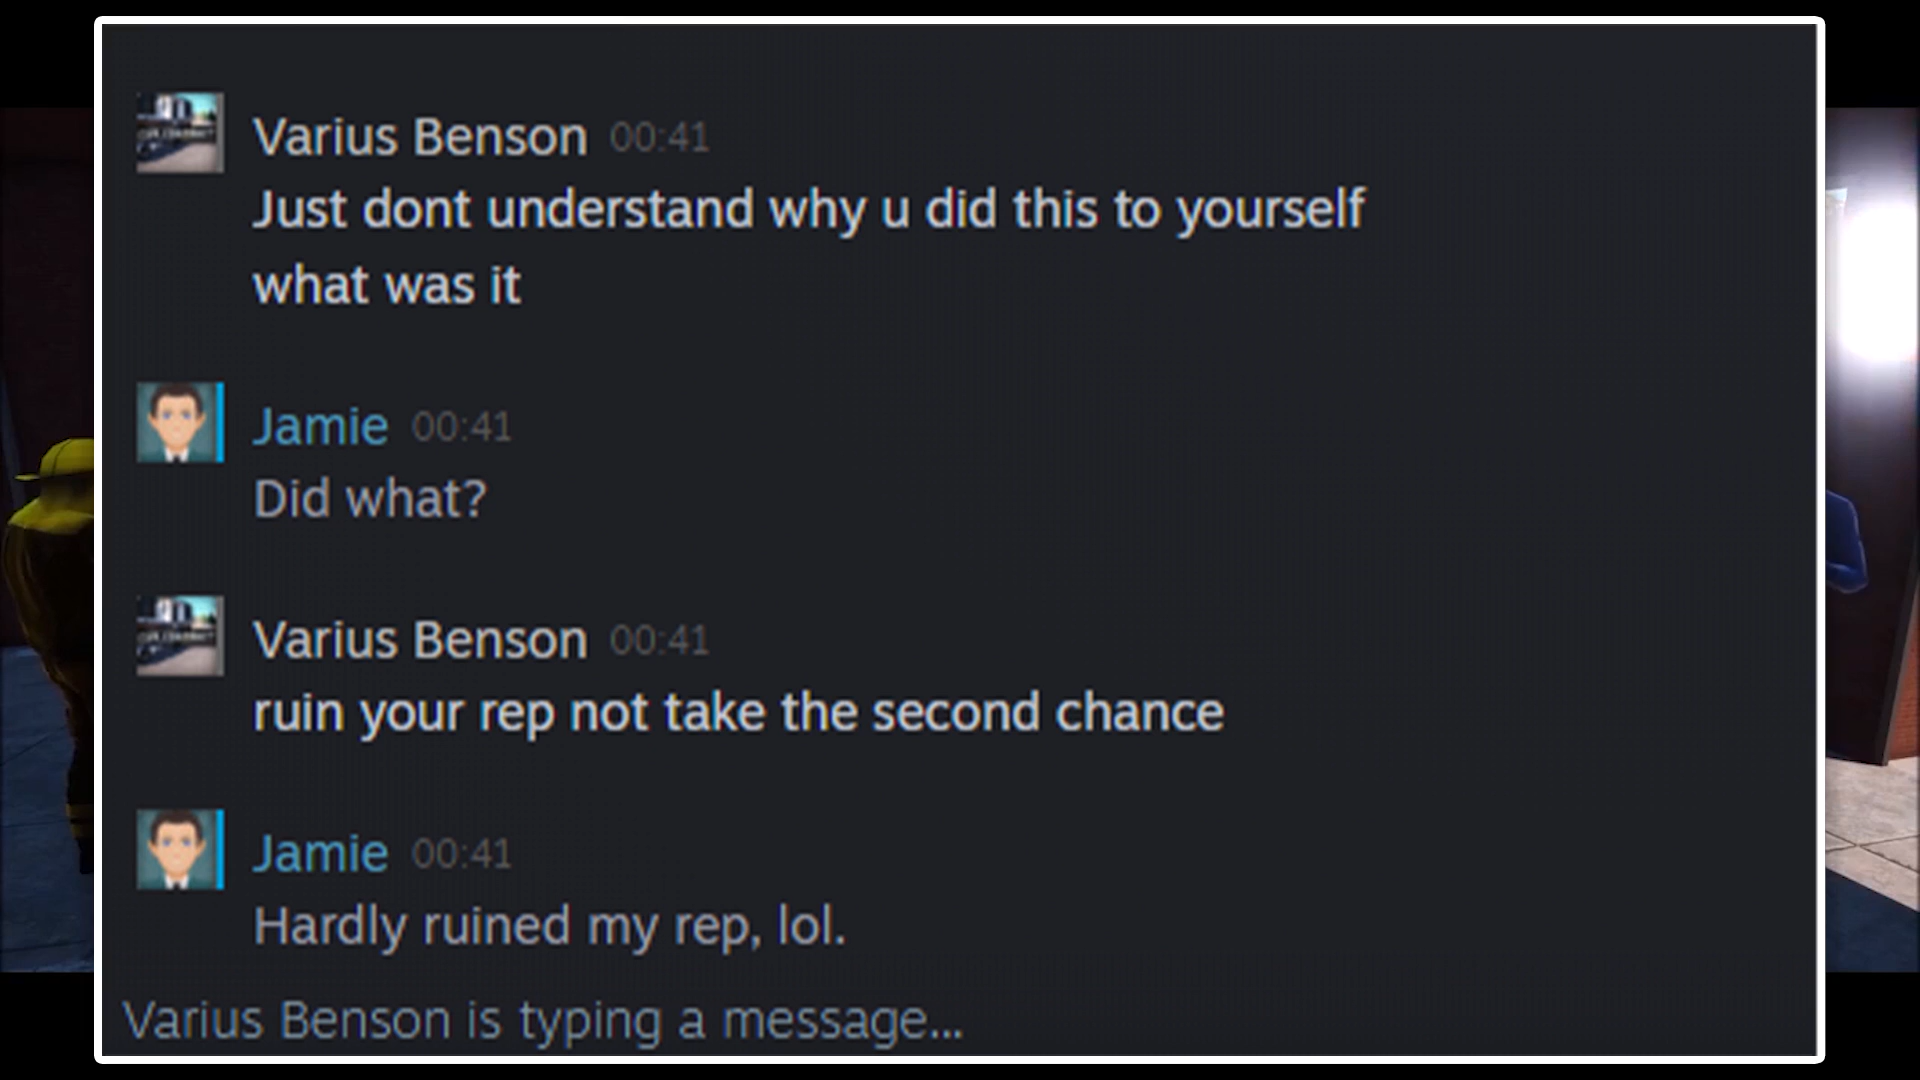 Varius Benson 00:41
Just dont understand why u did this to yourself
what was it
Jamie 00:41
Did what?
Varius Benson 00:41
ruin your rep not take the second chance
Jamie 00:41
Hardly ruined my rep, lol.
Varius Benson is typing a message...